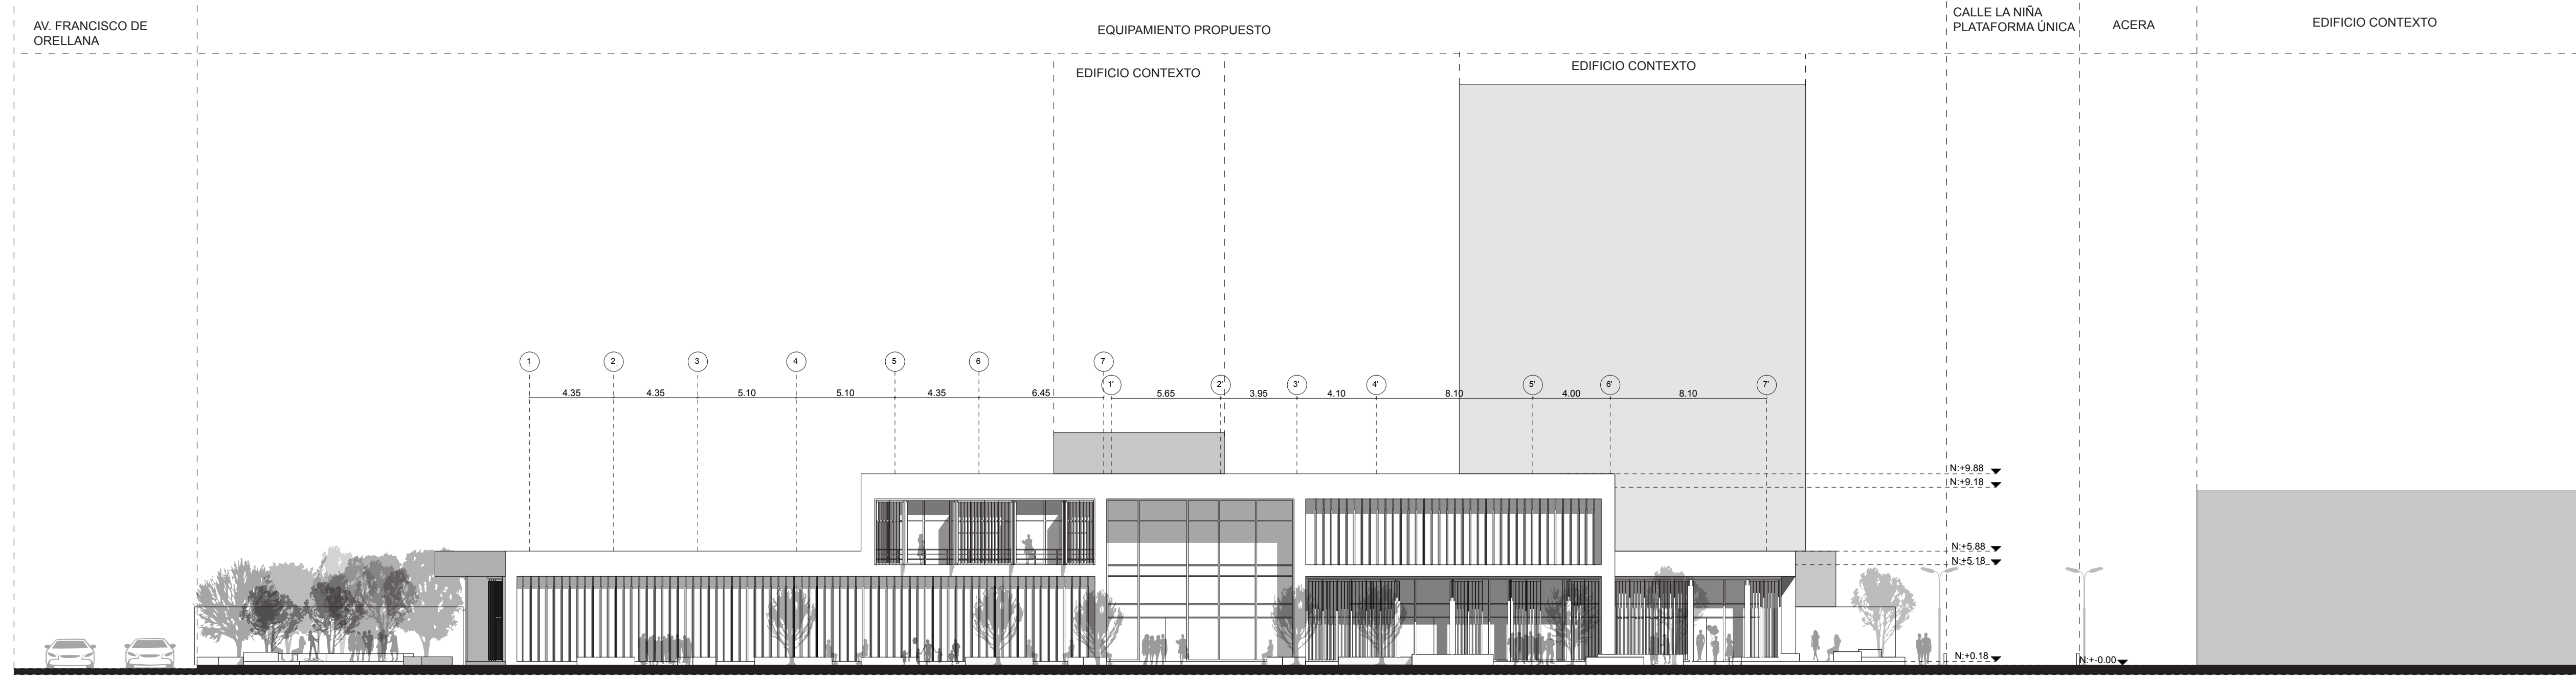 AV. FRANCISCO DE
ORELLANA
EQUIPAMIENTO PROPUESTO
CALLE LA NIÑA
PLATAFORMA ÚNICA
ACERA
EDIFICIO CONTEXTO
EDIFICIO CONTEXTO
EDIFICIO CONTEXTO
1 2 3 4 5 6 7
1' 2' 3' 4' 5' 6' 7'
4.35 4.35 5.10 5.10 4.35 6.45 5.65 3.95 4.10 8.10 4.00 8.10
N:+9.88
N:+9.18
N:+5.88
N:+5.18
N:+0.18
N:+-0.00